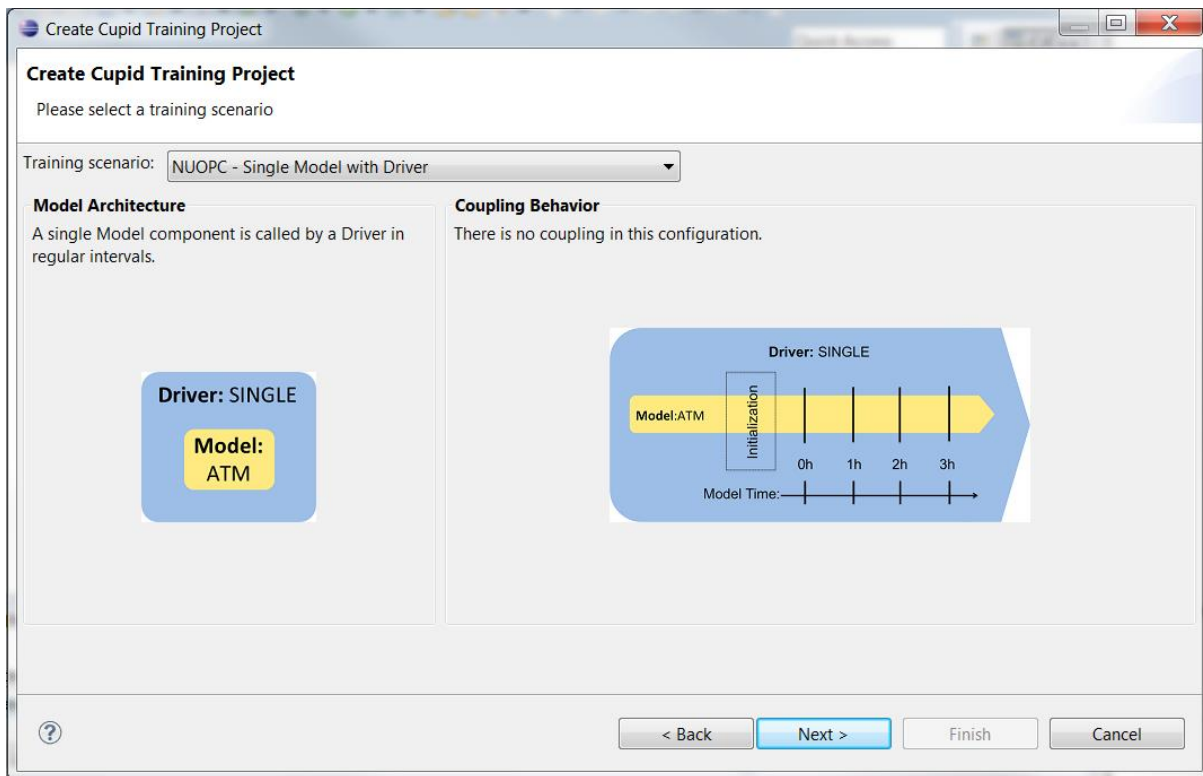 Create Cupid Training Project
Create Cupid Training Project
Please select a training scenario
Training scenario: NUOPC - Single Model with Driver
Model Architecture
A single Model component is called by a Driver in
regular intervals.
Driver: SINGLE
Model:
ATM
Coupling Behavior
There is no coupling in this configuration.
Driver: SINGLE
Model:ATM
Initialization
0h 1h 2h 3h
Model Time:
? < Back Next > Finish Cancel